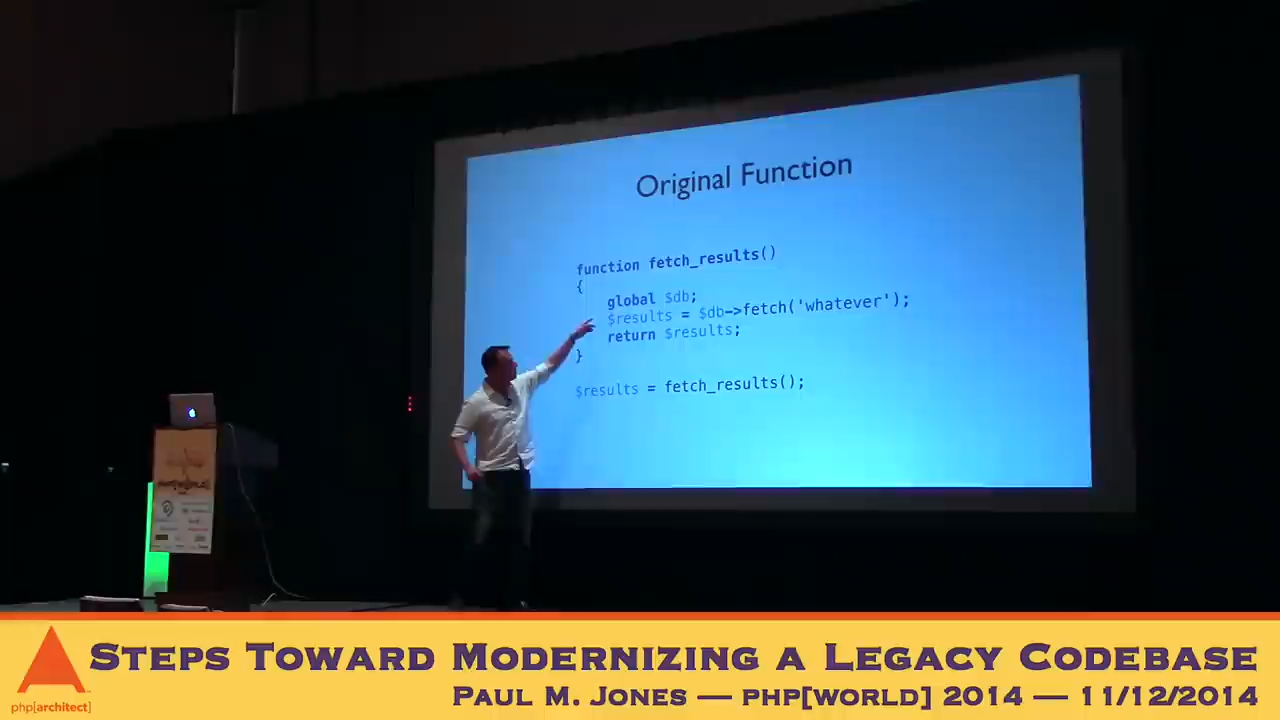 Original Function
function fetch_results()
{
global $db;
$results = $db->fetch('whatever');
return $results;
}
$results = fetch_results();
STEPS TOWARD MODERNIZING A LEGACY CODEBASE
PAUL M. JONES — PHP[WORLD] 2014 — 11/12/2014
php[architect]